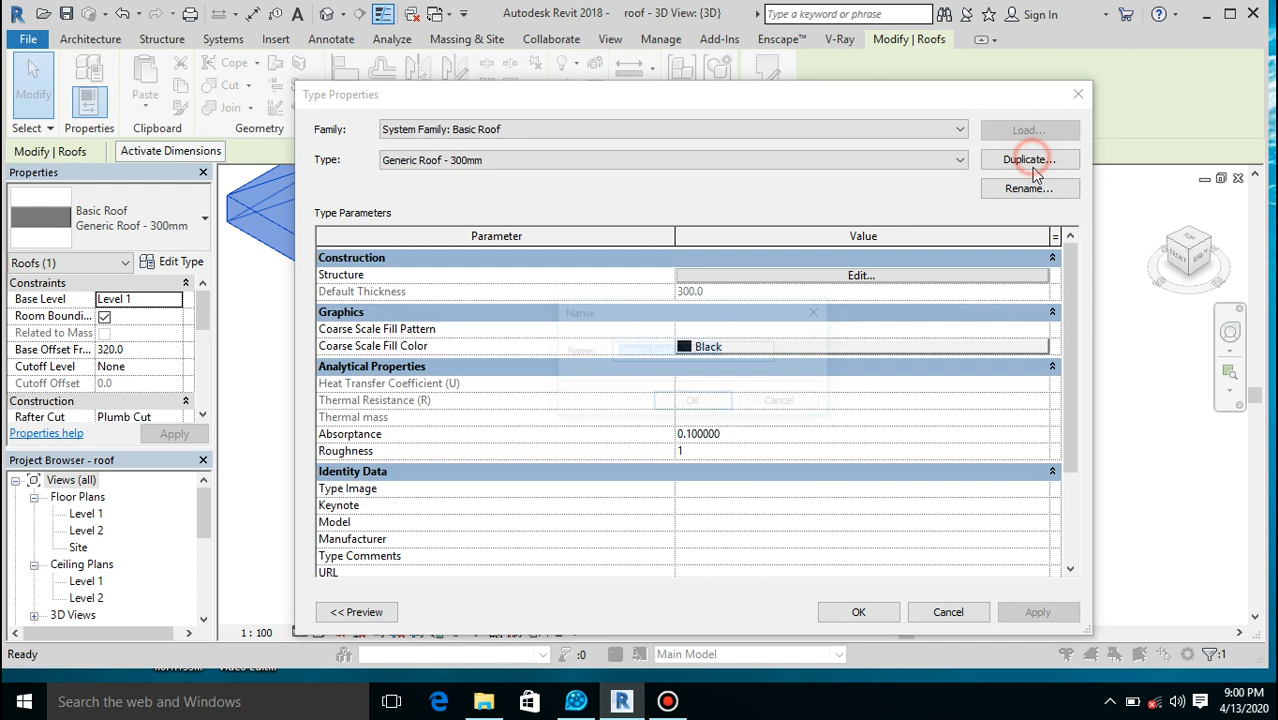 Autodesk Revit 2018 - roof - 3D View: {3D}
Type a keyword or phrase
Sign In
File Architecture Structure Systems Insert Annotate Analyze Massing & Site Collaborate View Manage Add-Ins Enscape™ V-Ray Modify | Roofs
Modify Paste Cope
Cut
Join
Select Properties Clipboard Geometry
Modify | Roofs Activate Dimensions
Type Properties
Family: System Family: Basic Roof Load...
Type: Generic Roof - 300mm Duplicate...
Rename...
Type Parameters
Parameter Value =
Construction
Structure Edit...
Default Thickness 300.0
Graphics
Coarse Scale Fill Pattern
Coarse Scale Fill Color Black
Analytical Properties
Heat Transfer Coefficient (U)
Thermal Resistance (R)
Thermal mass
Absorptance 0.100000
Roughness 1
Identity Data
Type Image
Keynote
Model
Manufacturer
Type Comments
URL
<< Preview OK Cancel Apply
Name
Name:
OK Cancel
Properties
Basic Roof
Generic Roof - 300mm
Roofs (1) Edit Type
Constraints
Base Level Level 1
Room Boundi...
Related to Mass
Base Offset Fr... 320.0
Cutoff Level None
Cutoff Offset 0.0
Construction
Rafter Cut Plumb Cut
Properties help Apply
Project Browser - roof
Views (all)
Floor Plans
Level 1
Level 2
Site
Ceiling Plans
Level 1
Level 2
3D Views
TOP
FRONT
1 : 100
Ready :0 Main Model :1
Search the web and Windows
9:00 PM
4/13/2020